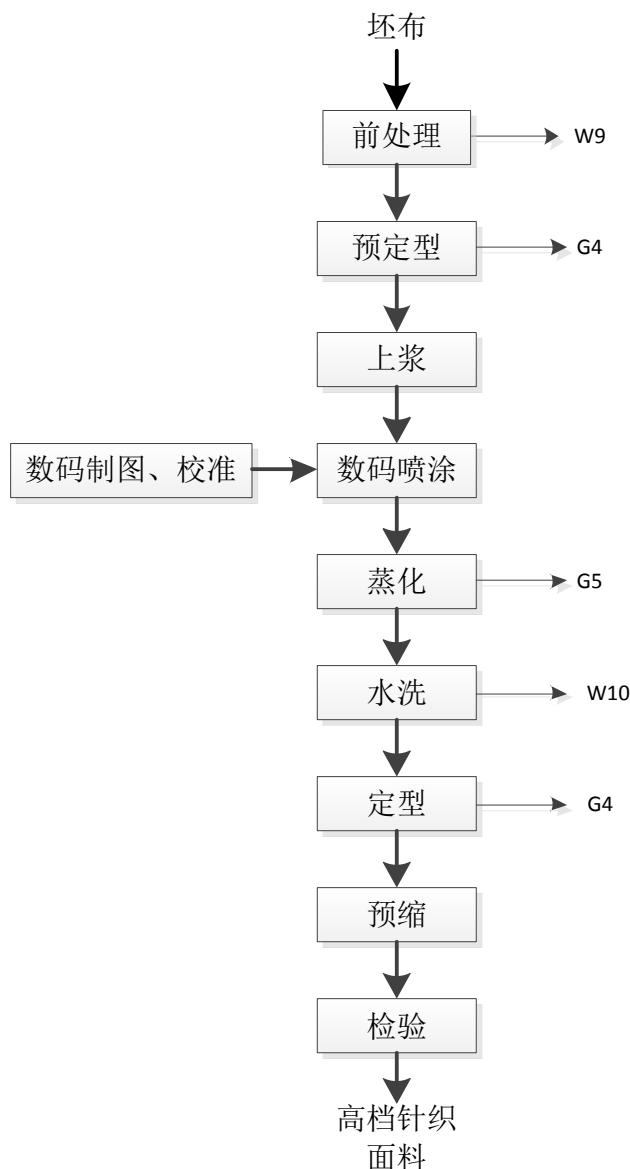 坯布
前处理
W9
预定型
G4
上浆
数码制图、校准
数码喷涂
蒸化
G5
水洗
W10
定型
G4
预缩
检验
高档针织
面料